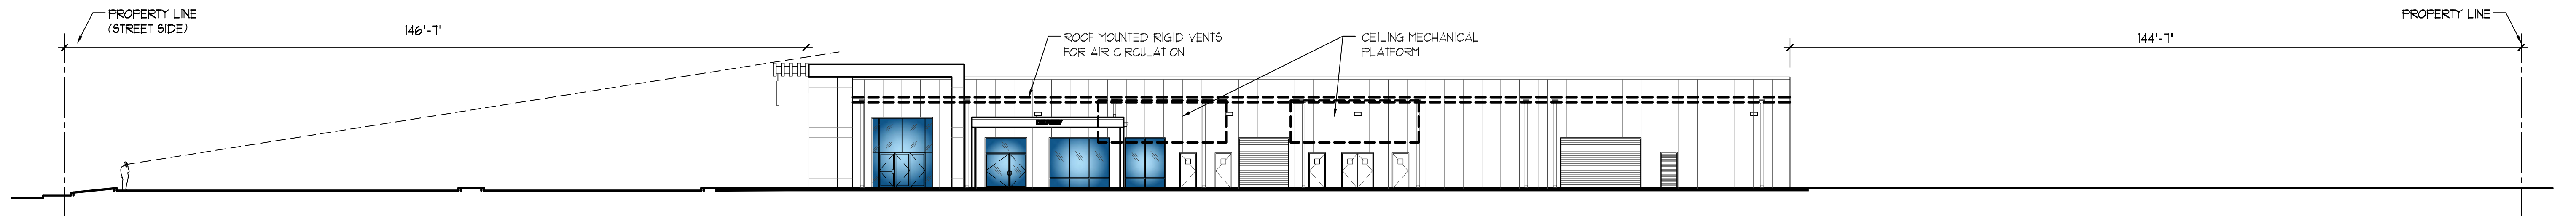 PROPERTY LINE
(STREET SIDE)
146'-7"
ROOF MOUNTED RIGID VENTS
FOR AIR CIRCULATION
CEILING MECHANICAL
PLATFORM
PROPERTY LINE
144'-7"
DELIVERY